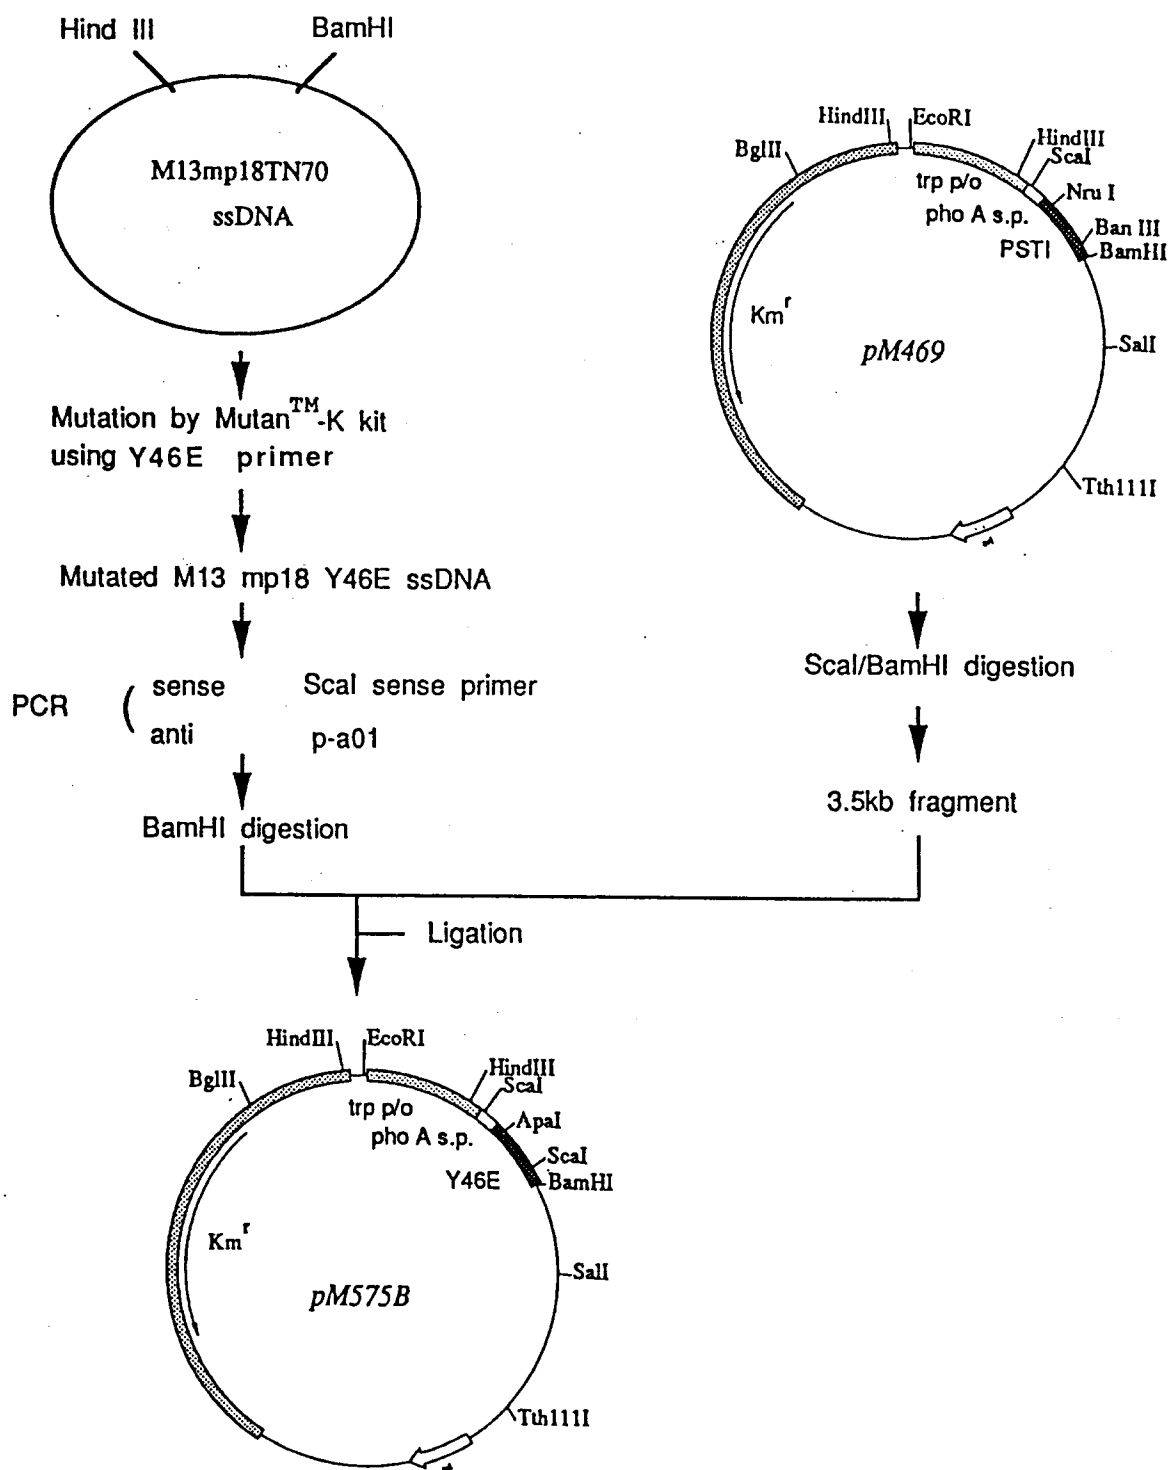 Hind III
BamHI
M13mp18TN70
ssDNA
Mutation by Mutan™-K kit
using Y46E primer
Mutated M13 mp18 Y46E ssDNA
PCR
( sense ScaI sense primer
anti p-a01
BamHI digestion
HindIII
EcoRI
BglII
HindIII
ScaI
trp p/o
Nru I
pho A s.p.
Ban III
PSTI
BamHI
Km^r
pM469
SalI
Tth111I
ScaI/BamHI digestion
3.5kb fragment
Ligation
HindIII
EcoRI
BglII
HindIII
ScaI
trp p/o
ApaI
pho A s.p.
ScaI
Y46E
BamHI
Km^r
pM575B
SalI
Tth111I